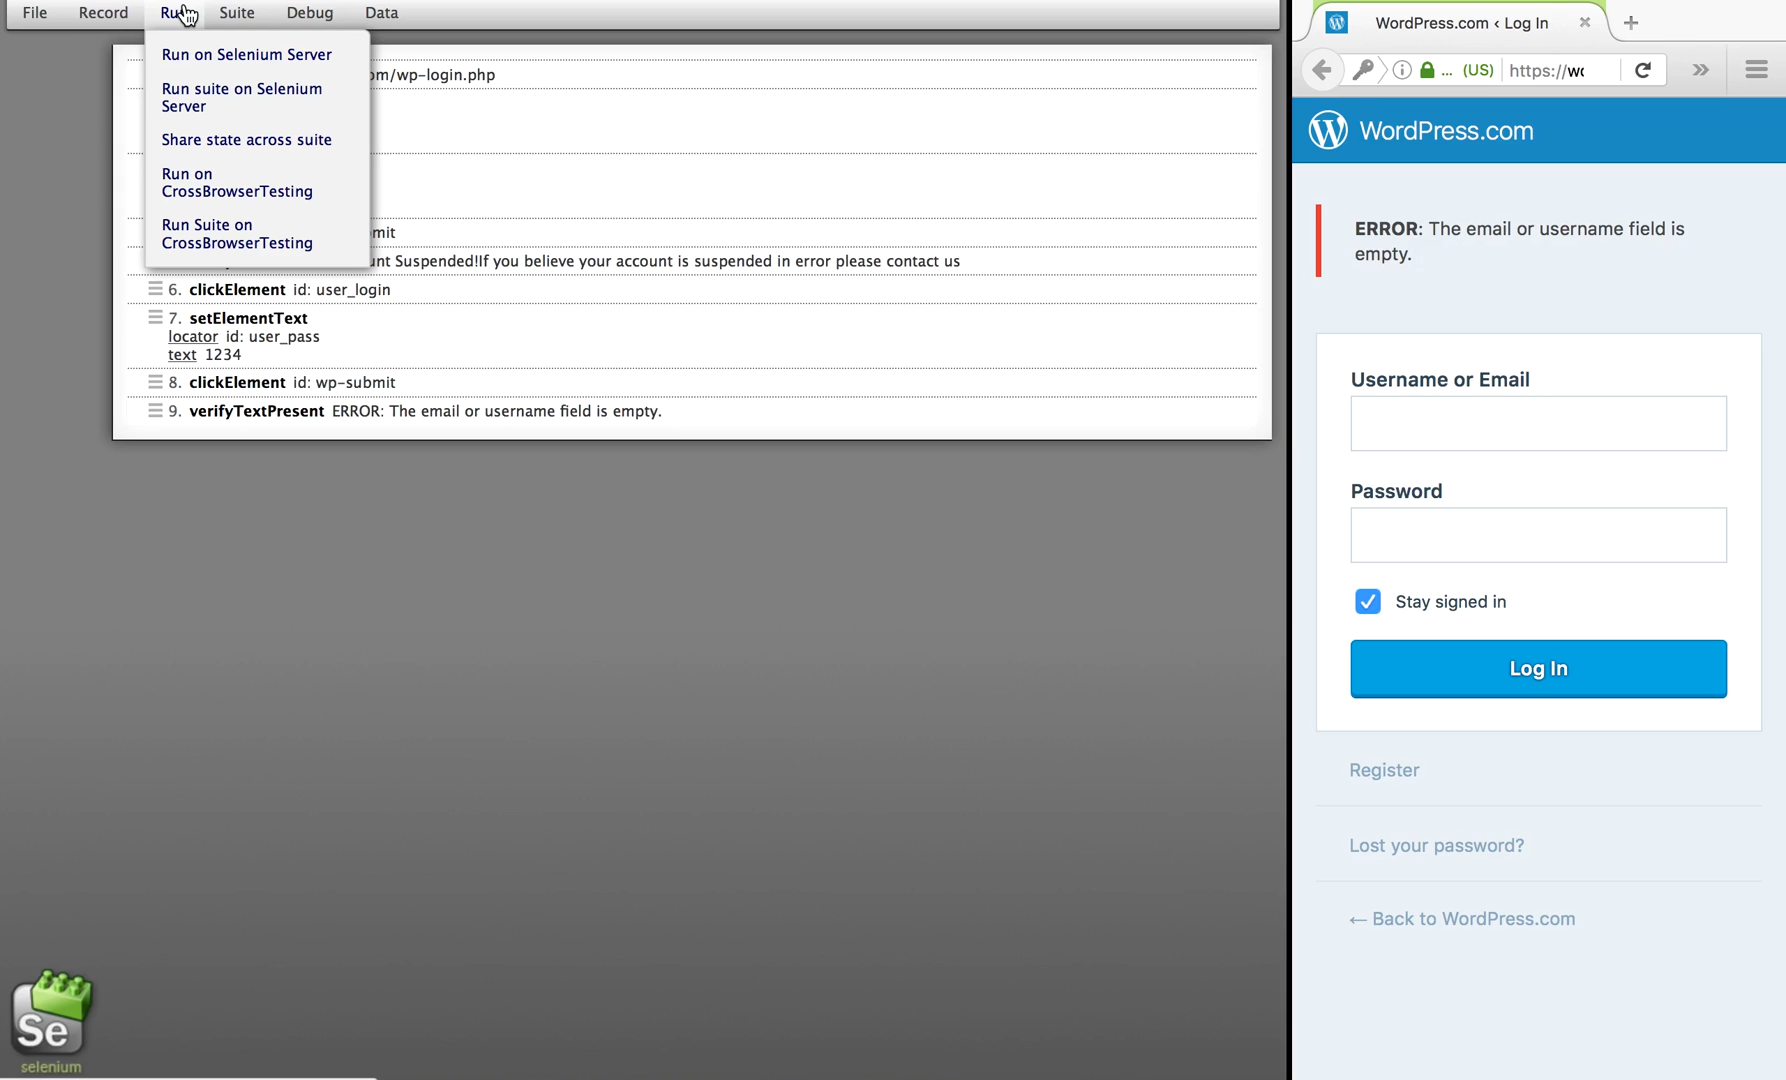 File Record Ru Suite Debug Data
Run on Selenium Server
Run suite on Selenium
Server
Share state across suite
Run on
CrossBrowserTesting
Run Suite on
CrossBrowserTesting
om/wp-login.php
mit
nt Suspended!If you believe your account is suspended in error please contact us
6. clickElement id: user_login
7. setElementText
locator id: user_pass
text 1234
8. clickElement id: wp-submit
9. verifyTextPresent ERROR: The email or username field is empty.
Se
selenium
WordPress.com ‹ Log In
... (US) https://wo
WordPress.com
ERROR: The email or username field is
empty.
Username or Email
Password
Stay signed in
Log In
Register
Lost your password?
← Back to WordPress.com